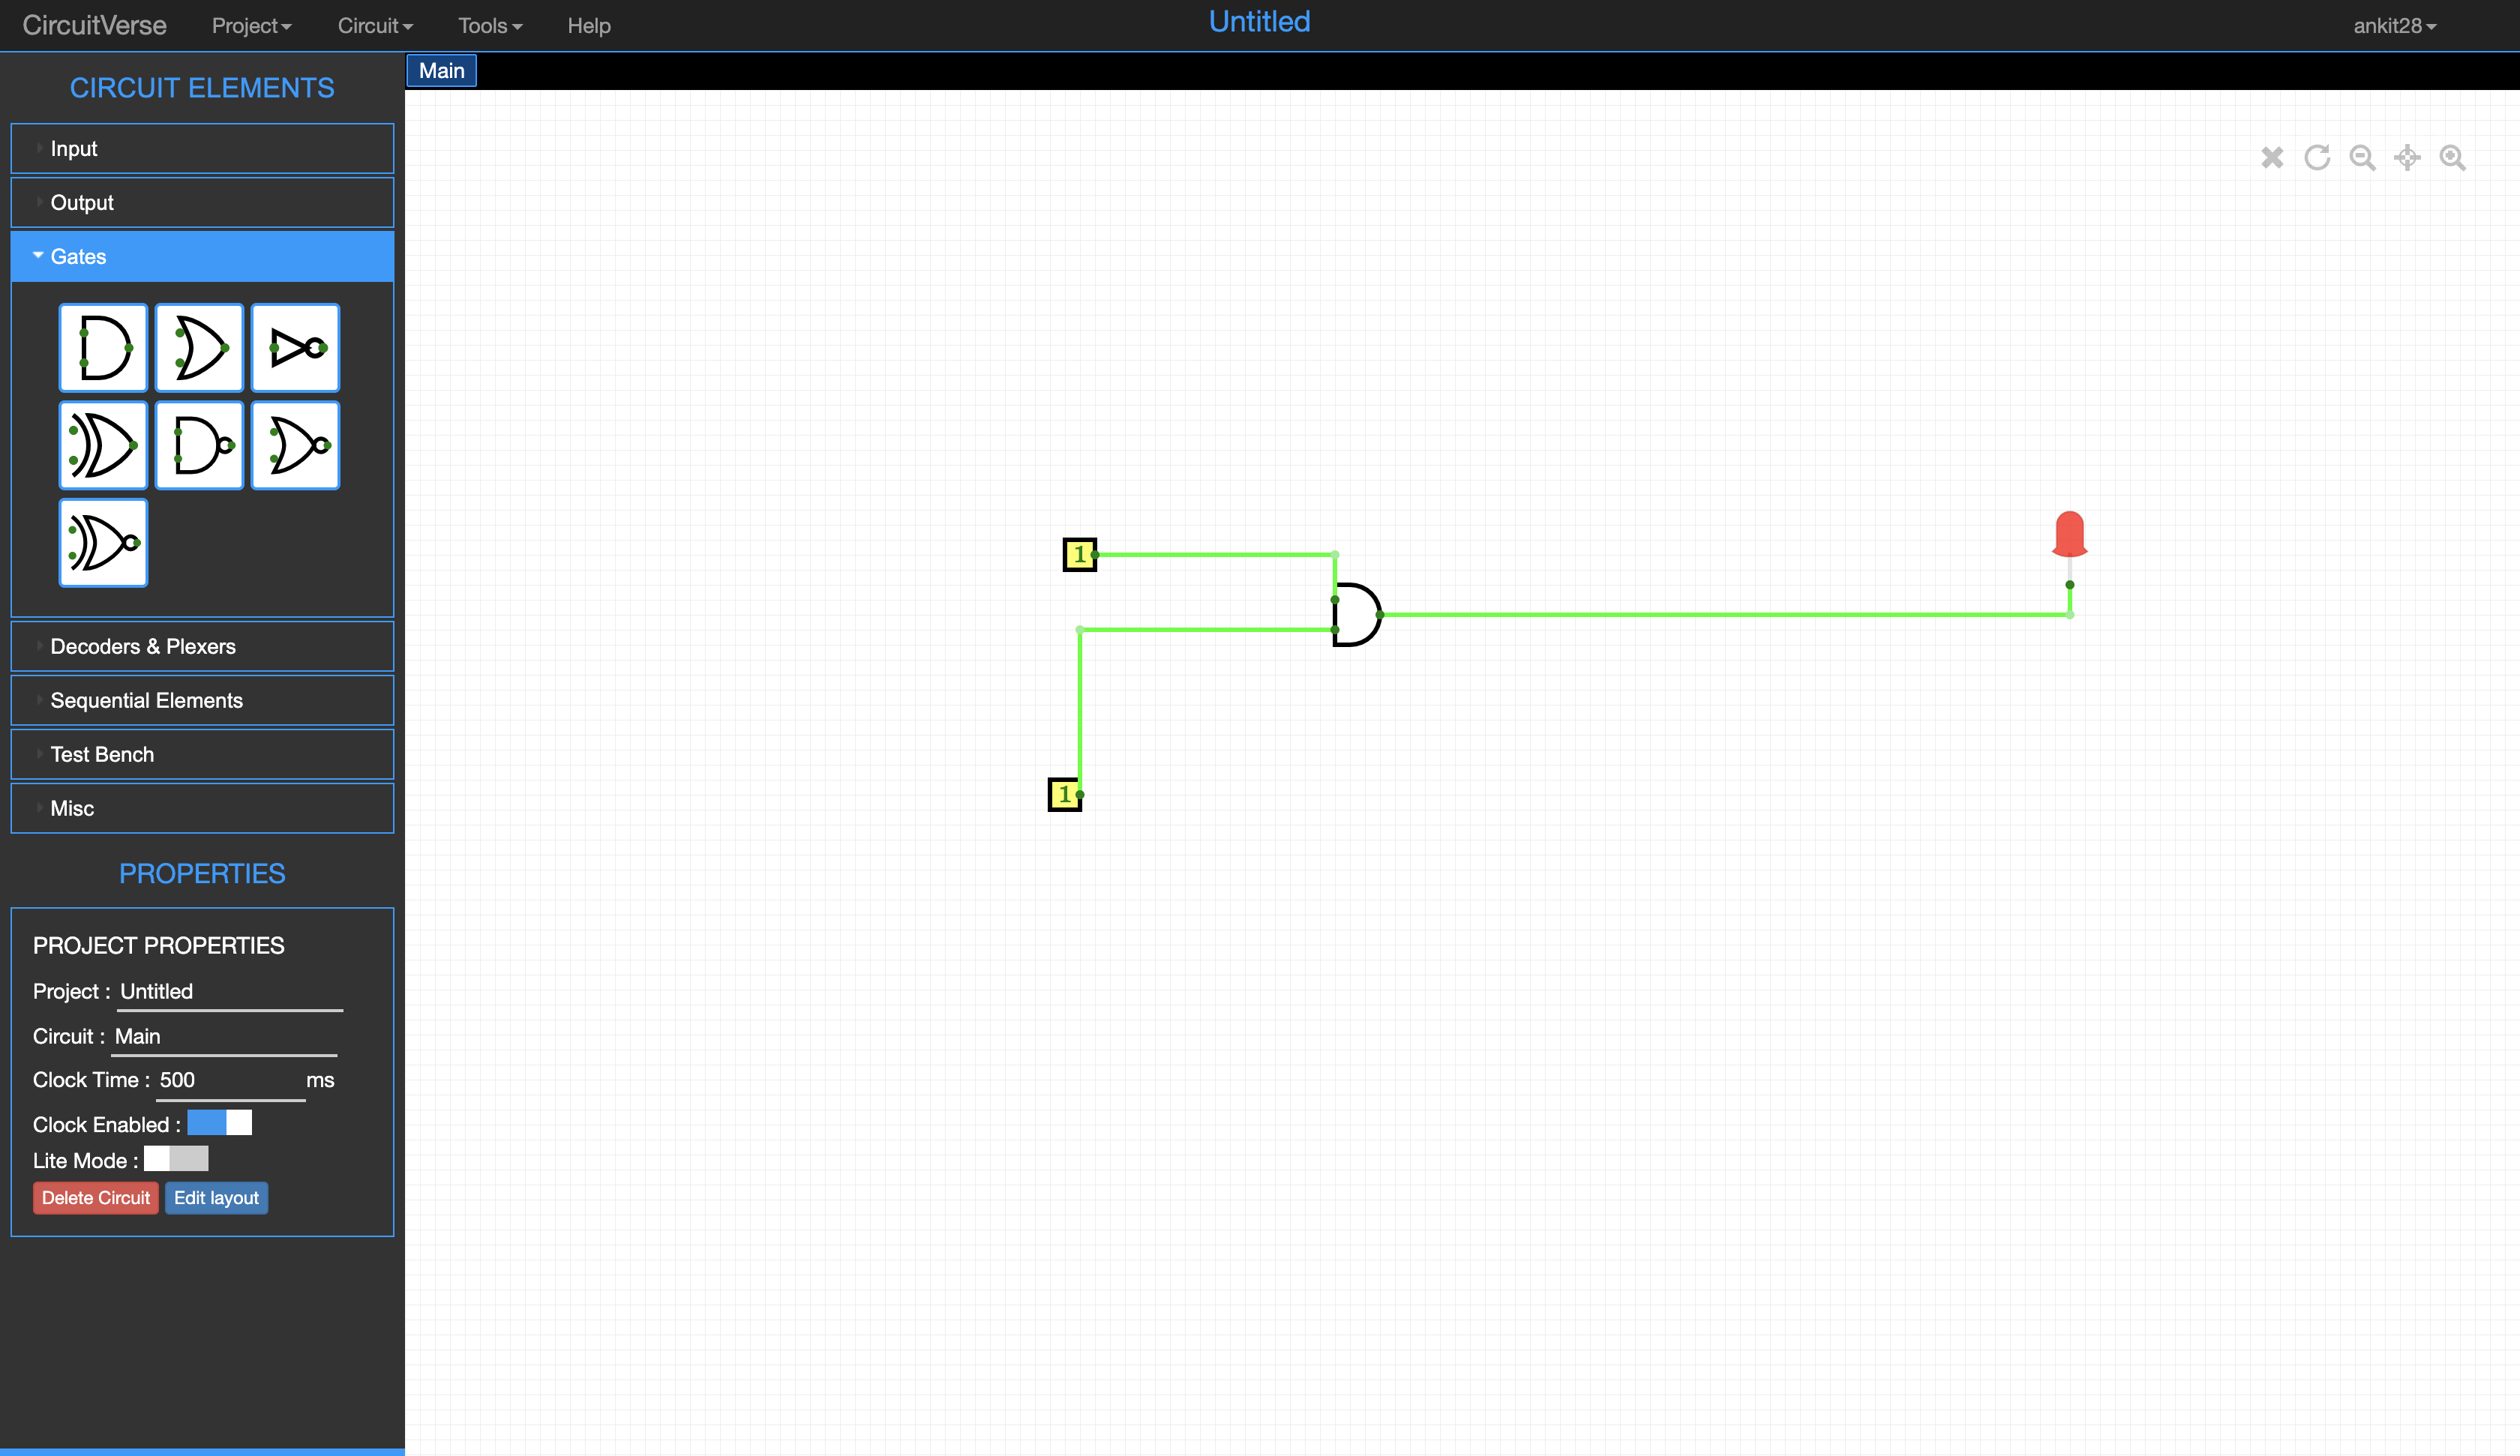 CircuitVerse Project Circuit Tools Help Untitled ankit28
Main
CIRCUIT ELEMENTS
Input
Output
Gates
Decoders & Plexers
Sequential Elements
Test Bench
Misc
PROPERTIES
PROJECT PROPERTIES
Project : Untitled
Circuit : Main
Clock Time : 500 ms
Clock Enabled :
Lite Mode :
Delete Circuit Edit layout
1
1